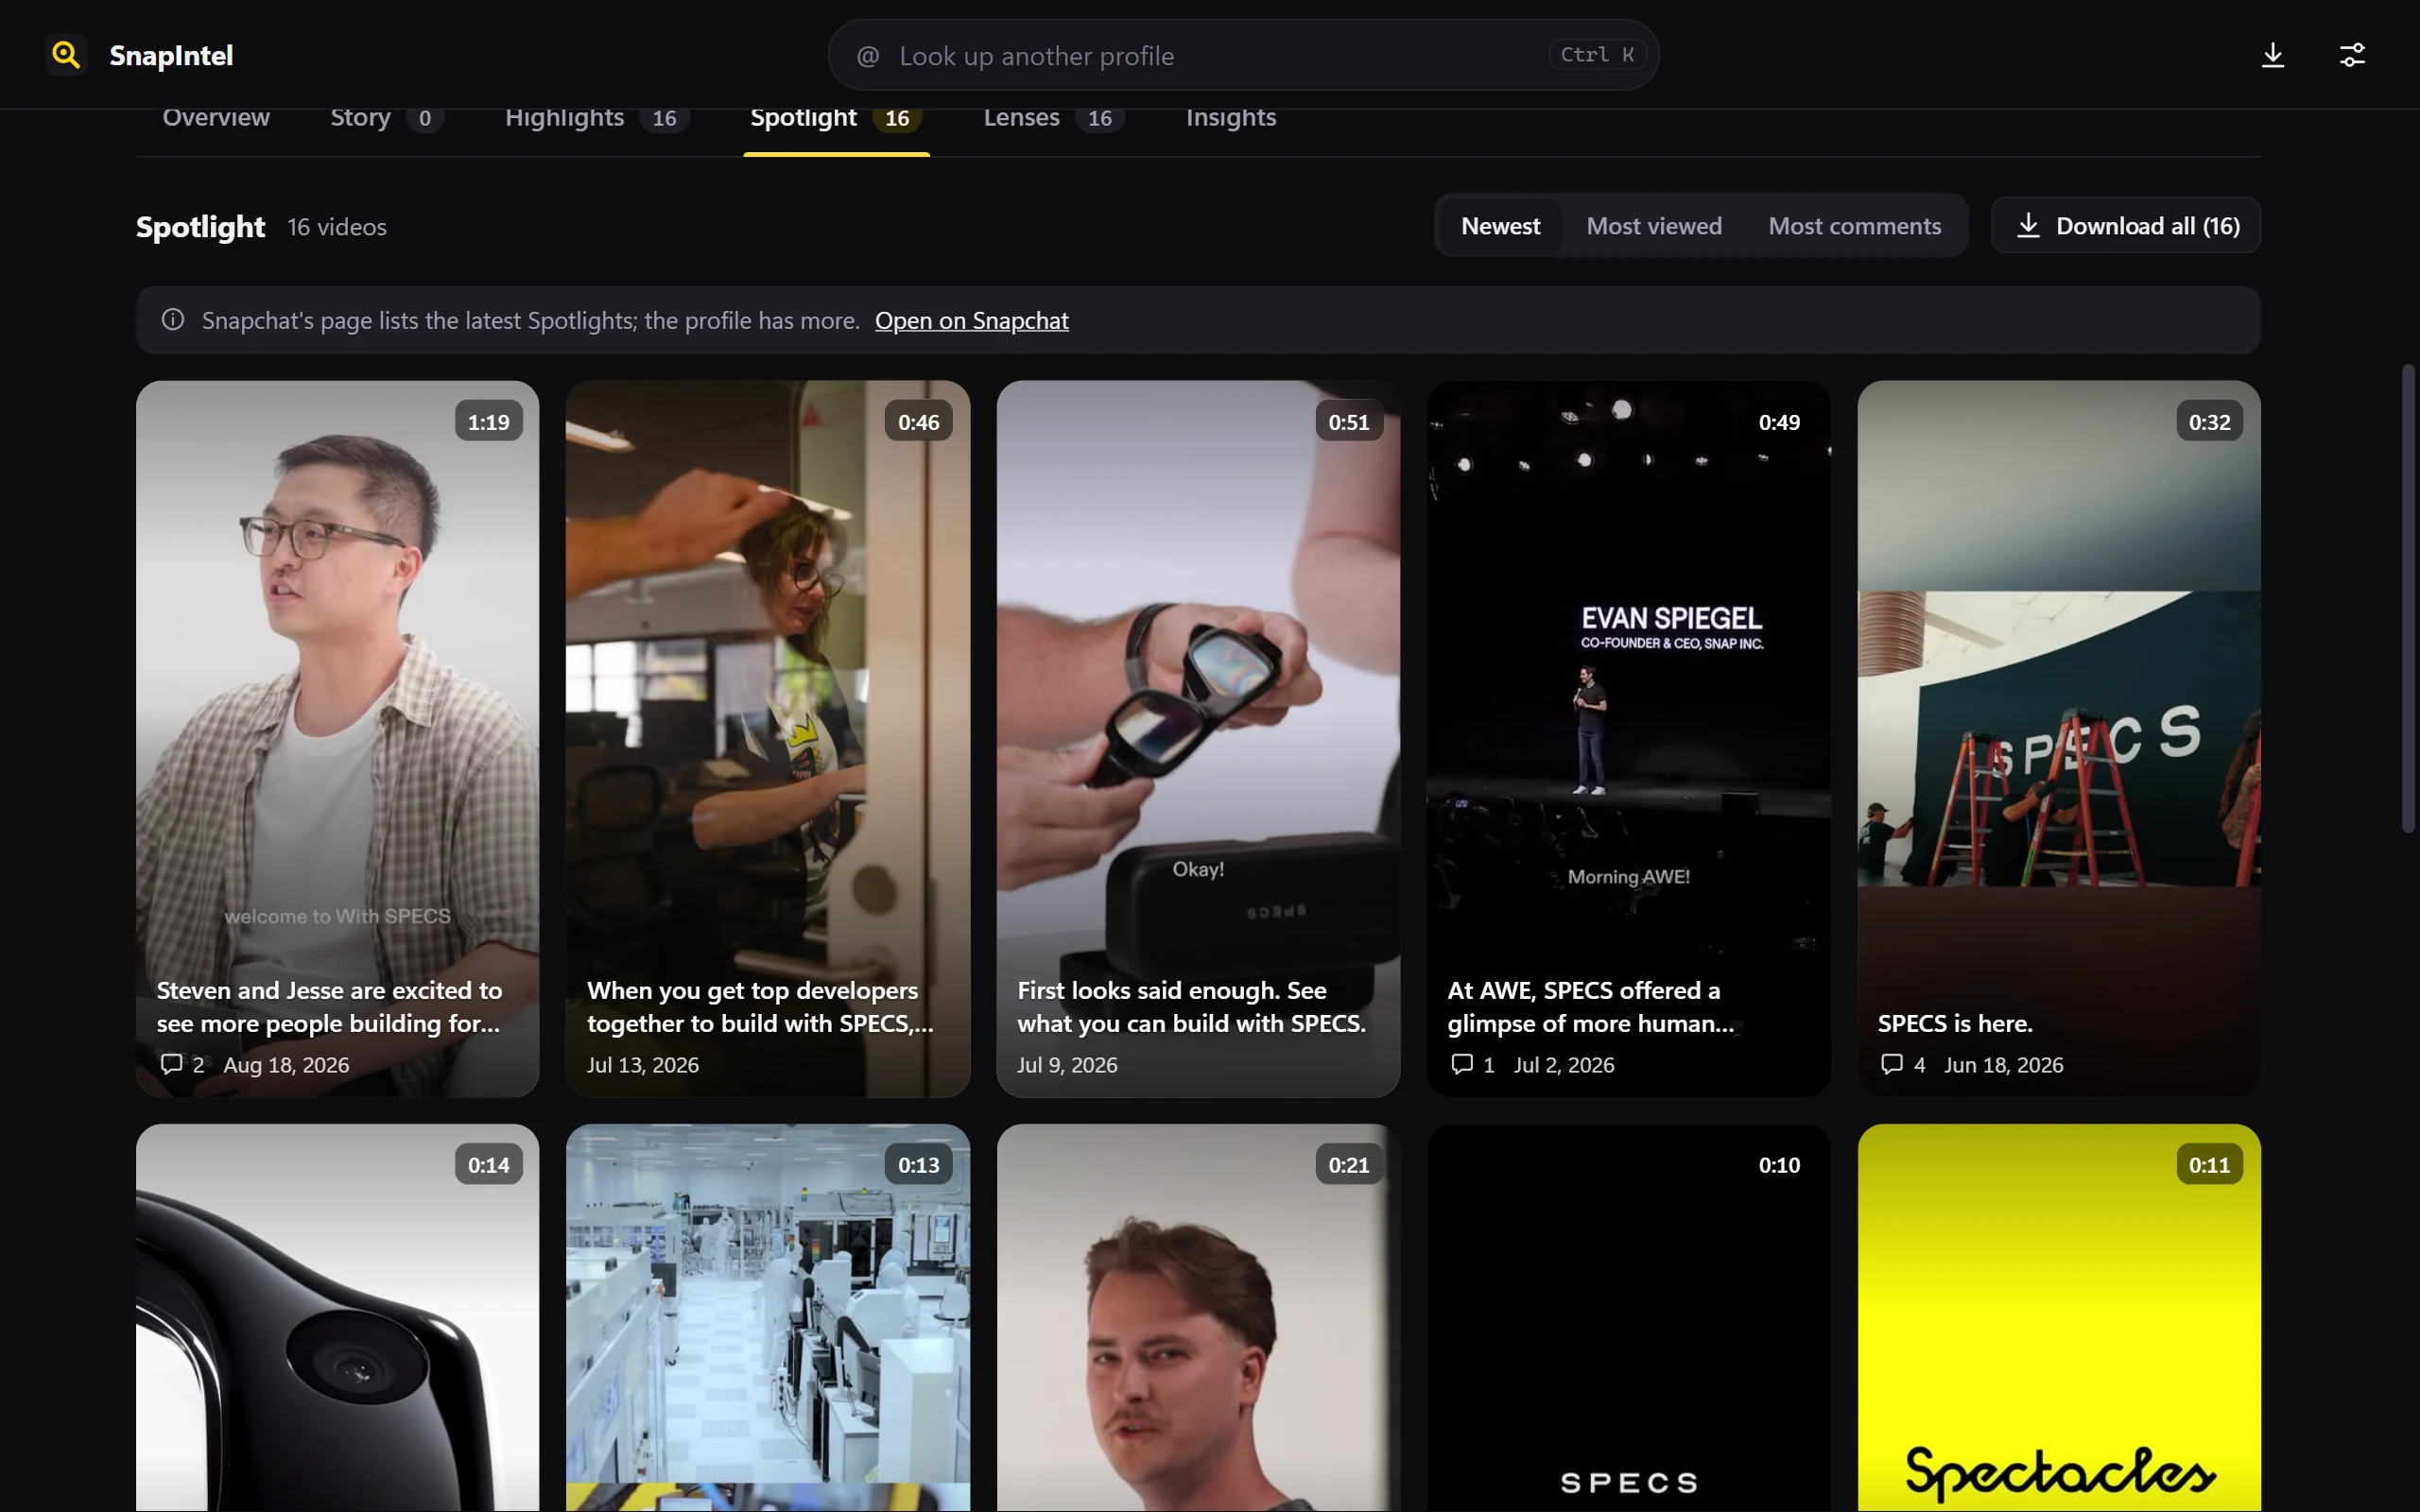 SnapIntel
@ Look up another profile
Ctrl K
Overview
Story 0
Highlights 16
Spotlight 16
Lenses 16
Insights
Spotlight 16 videos
Newest
Most viewed
Most comments
Download all (16)
Snapchat's page lists the latest Spotlights; the profile has more. Open on Snapchat
1:19
welcome to With SPECS
Steven and Jesse are excited to
see more people building for...
2 Aug 18, 2026
0:46
When you get top developers
together to build with SPECS,...
Jul 13, 2026
0:51
Okay!
SPECS
First looks said enough. See
what you can build with SPECS.
Jul 9, 2026
0:49
EVAN SPIEGEL
CO-FOUNDER & CEO, SNAP INC.
Morning AWE!
At AWE, SPECS offered a
glimpse of more human...
1 Jul 2, 2026
0:32
SPECS
SPECS is here.
4 Jun 18, 2026
0:14
0:13
0:21
0:10
SPECS
0:11
Spectacles